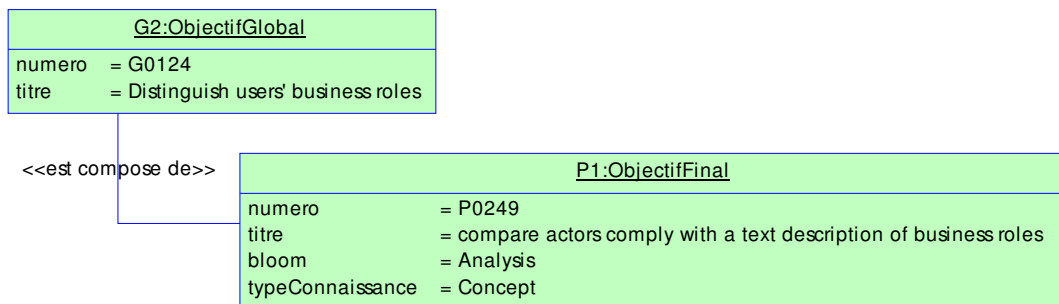 G2:ObjectifGlobal
numero = G0124
titre = Distinguish users' business roles
<<est compose de>>
P1:ObjectifFinal
numero = P0249
titre = compare actors comply with a text description of business roles
bloom = Analysis
typeConnaissance = Concept